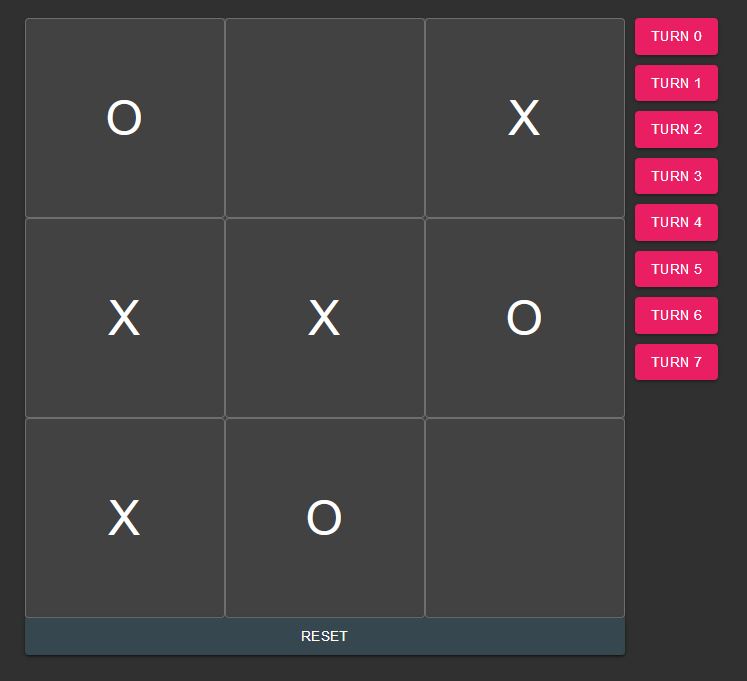 O X
X X O
X O
RESET
TURN 0
TURN 1
TURN 2
TURN 3
TURN 4
TURN 5
TURN 6
TURN 7